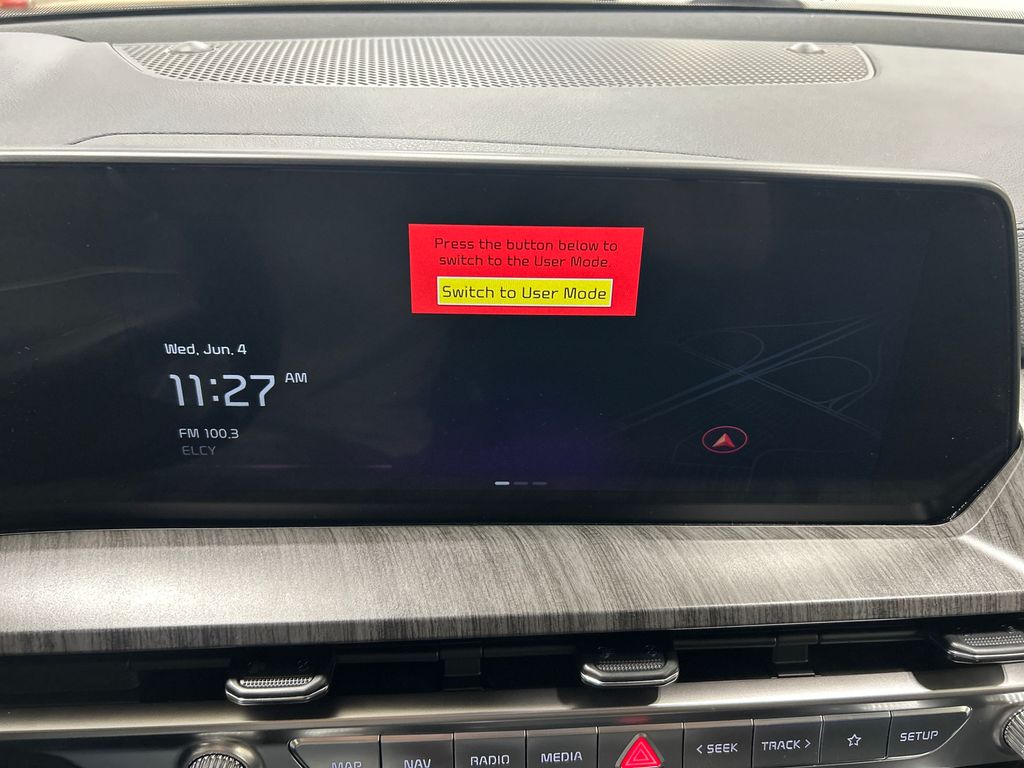 Press the button below to
switch to the User Mode.
Switch to User Mode
Wed, Jun. 4
11:27 AM
FM 100.3
ELCY
MAP
NAV
RADIO
MEDIA
< SEEK
TRACK >
SETUP